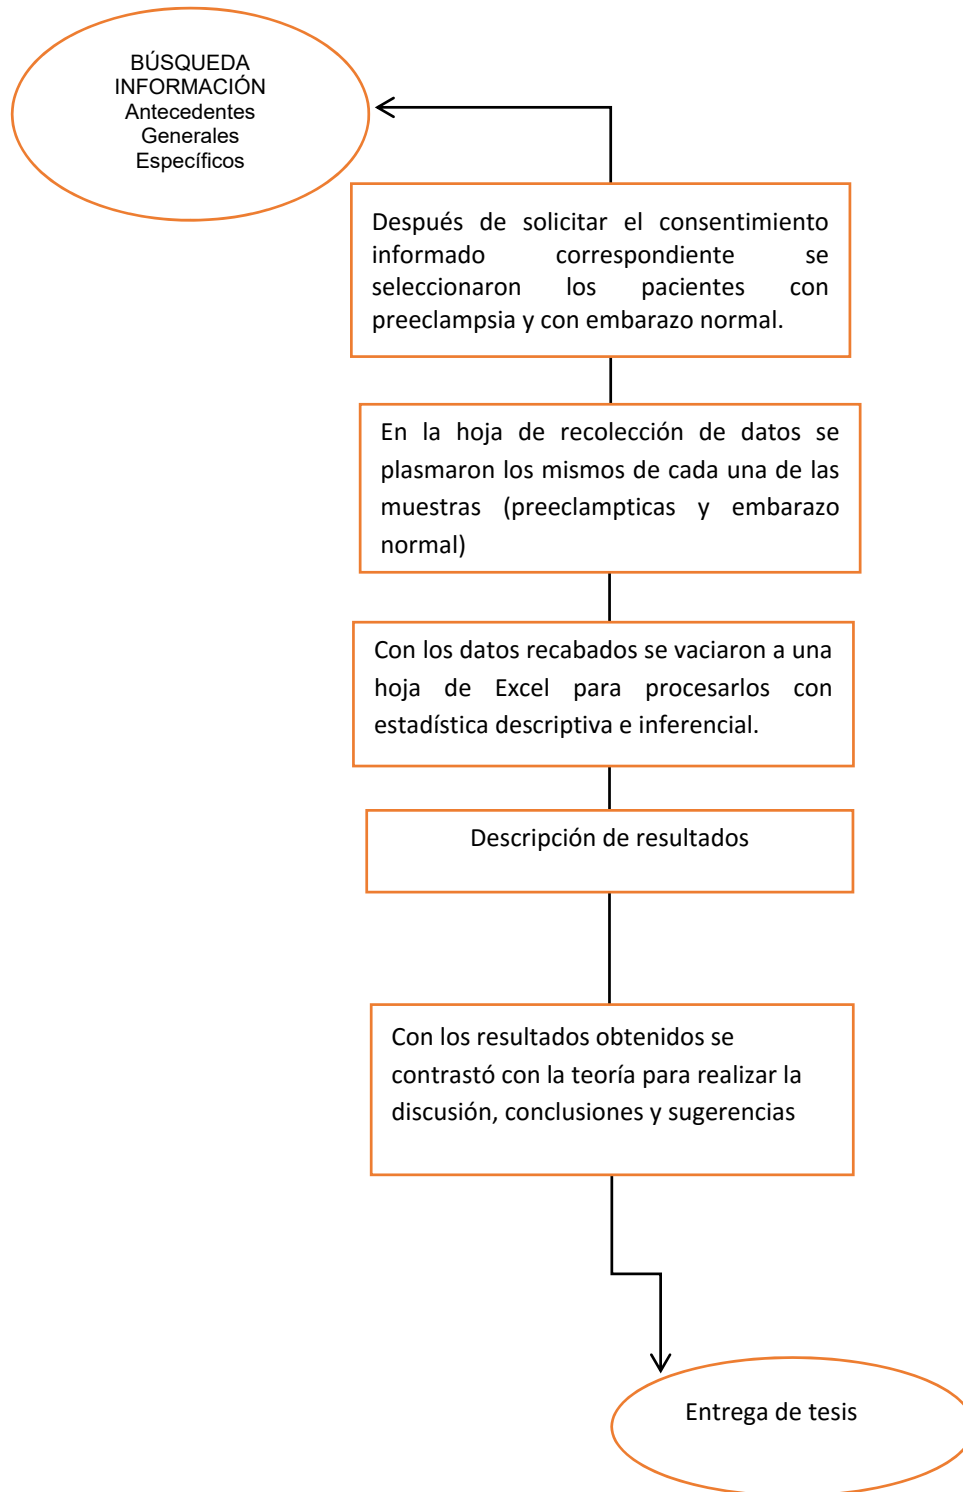 BÚSQUEDA
INFORMACIÓN
Antecedentes
Generales
Específicos
Después de solicitar el consentimiento
informado correspondiente se
seleccionaron los pacientes con
preeclampsia y con embarazo normal.
En la hoja de recolección de datos se
plasmaron los mismos de cada una de las
muestras (preeclampticas y embarazo
normal)
Con los datos recabados se vaciaron a una
hoja de Excel para procesarlos con
estadística descriptiva e inferencial.
Descripción de resultados
Con los resultados obtenidos se
contrastó con la teoría para realizar la
discusión, conclusiones y sugerencias
Entrega de tesis